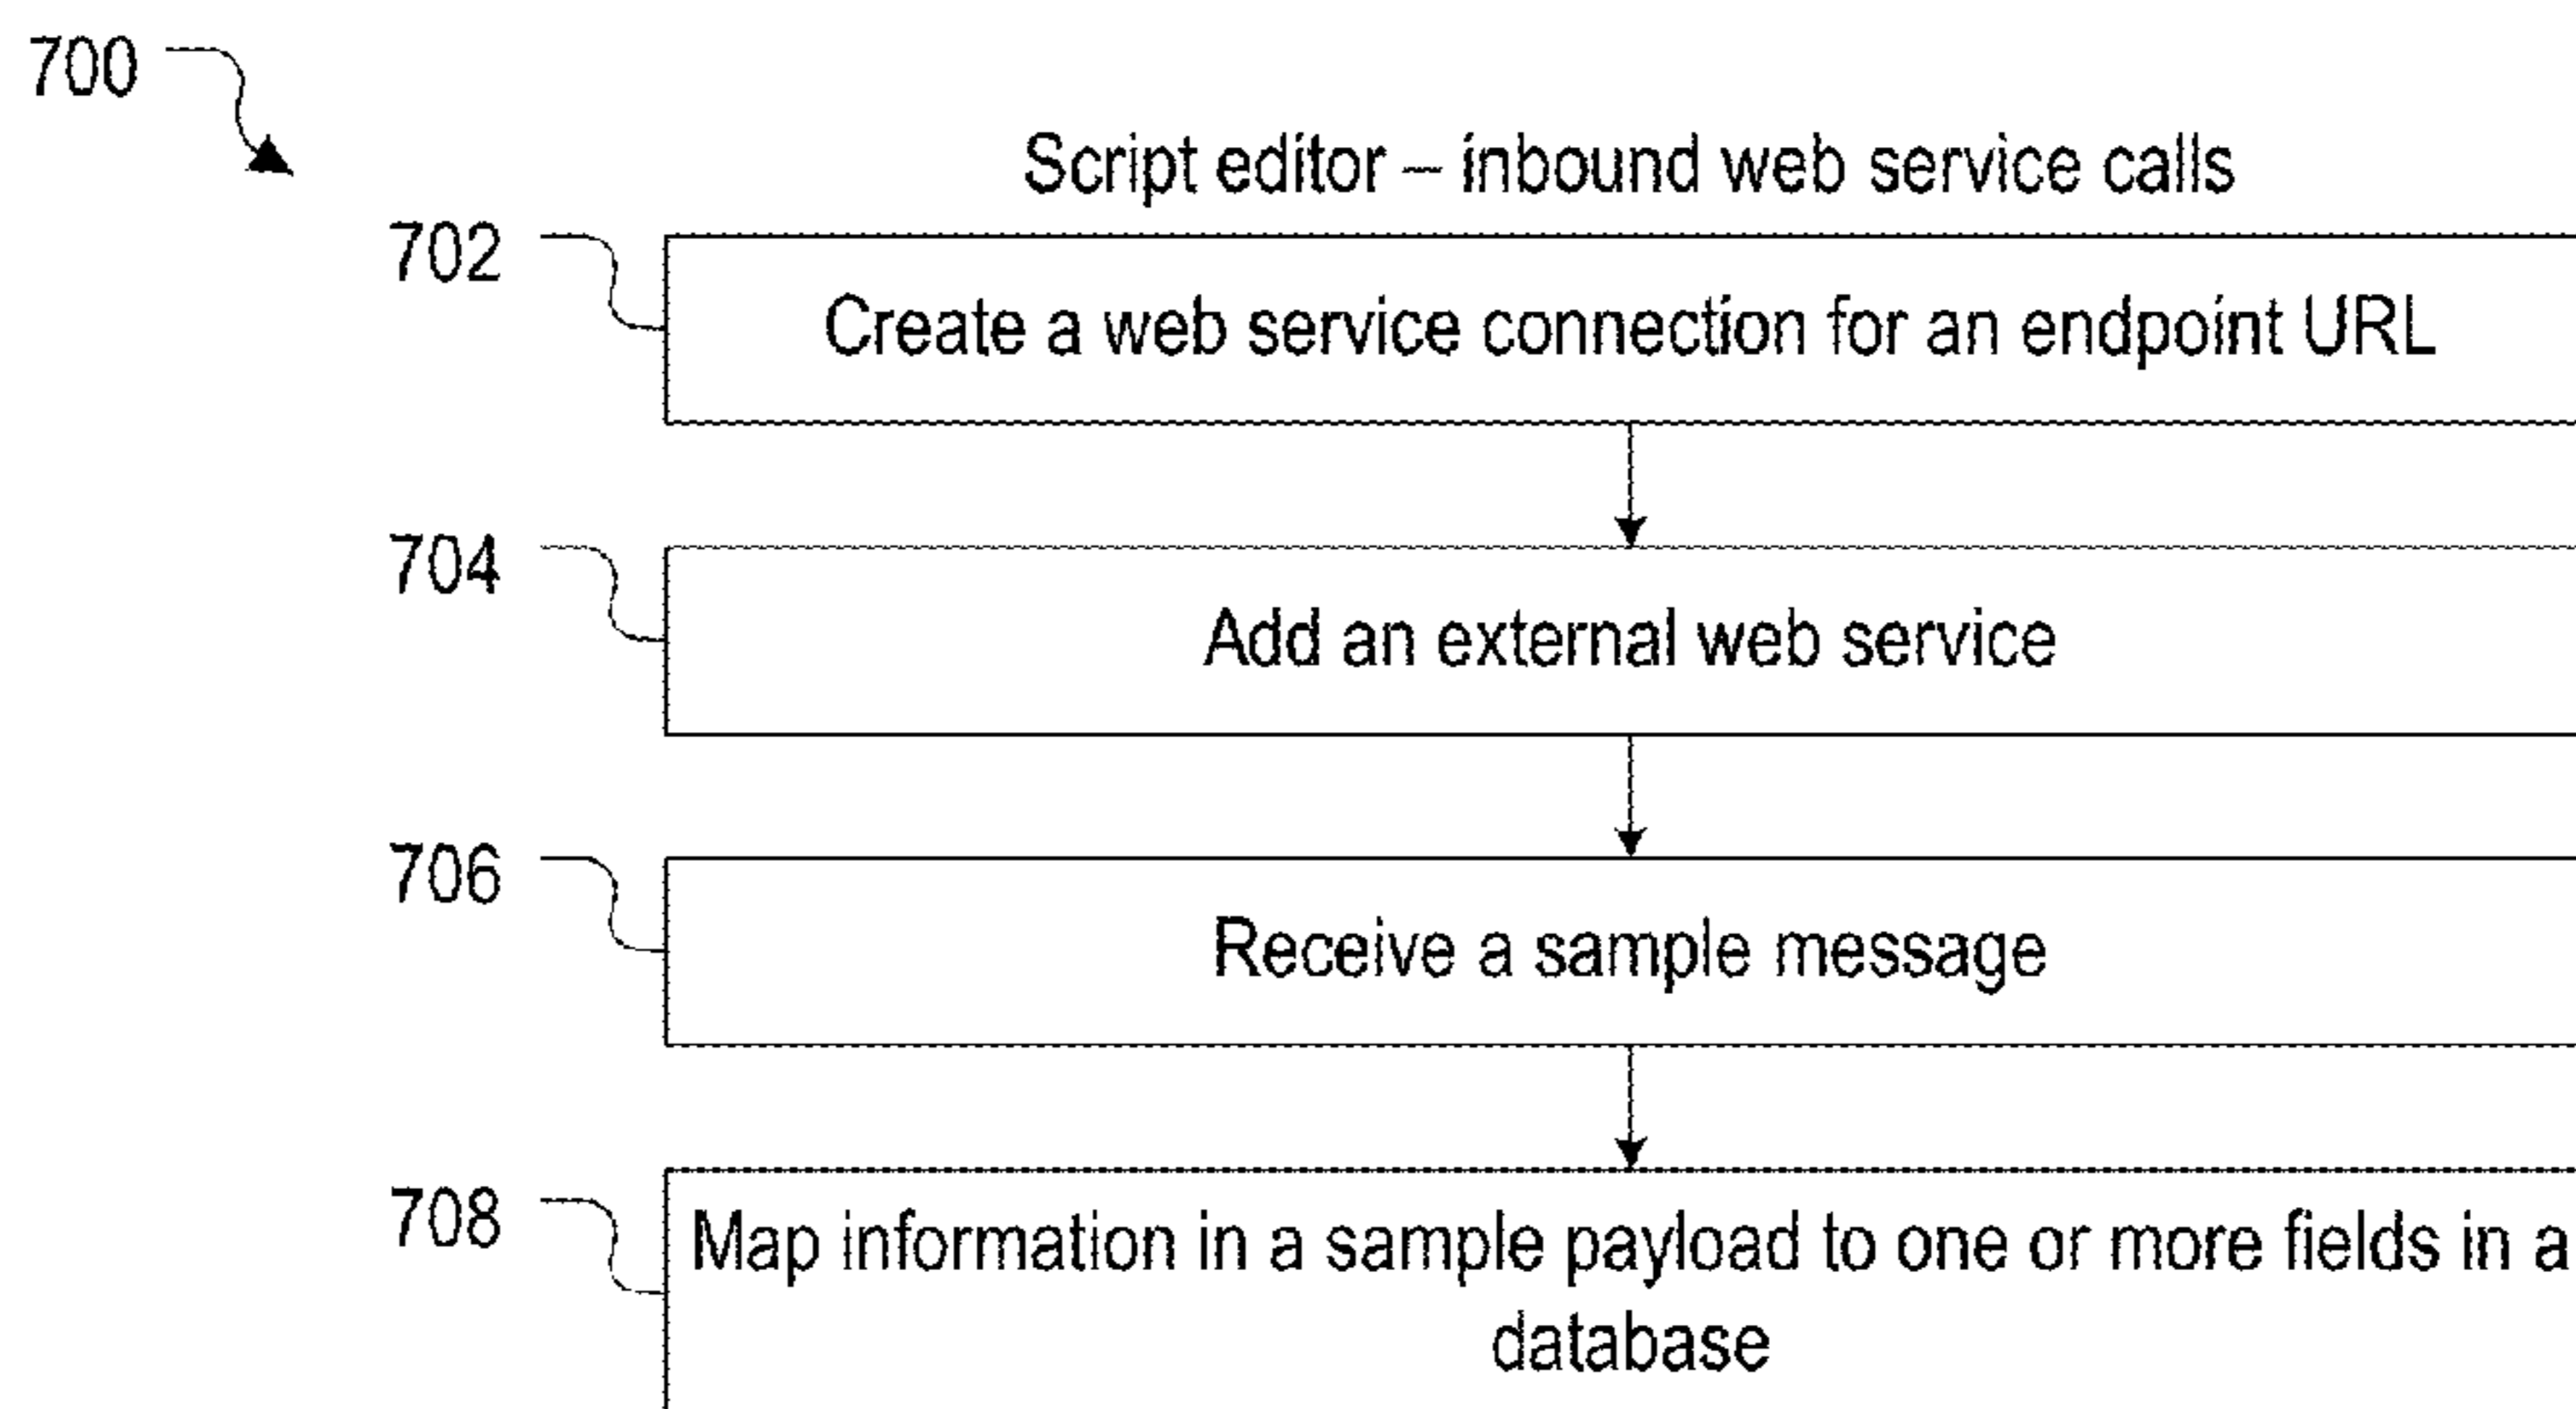 700
Script editor – inbound web service calls
702
Create a web service connection for an endpoint URL
704
Add an external web service
706
Receive a sample message
708
Map information in a sample payload to one or more fields in a
database